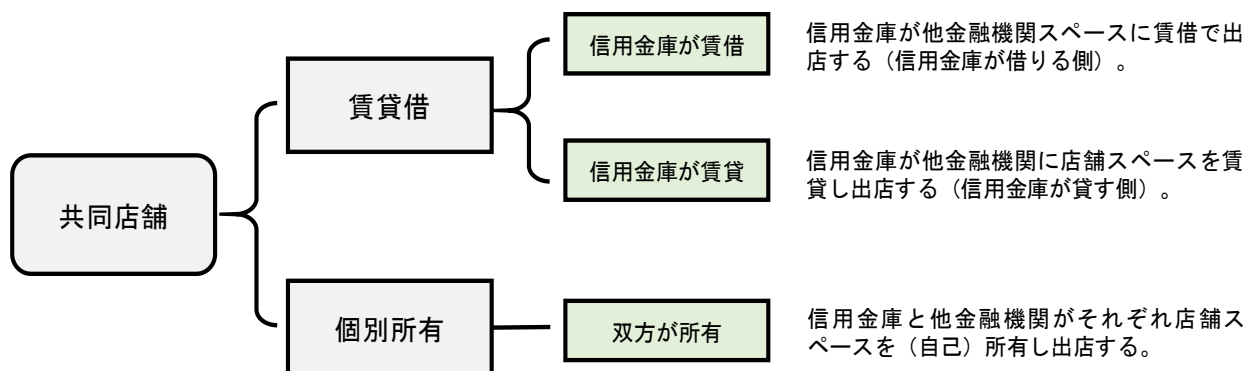 共同店舗
賃貸借
信用金庫が賃借
信用金庫が他金融機関スペースに賃借で出
店する（信用金庫が借りる側）。
信用金庫が賃貸
信用金庫が他金融機関に店舗スペースを賃
貸し出店する（信用金庫が貸す側）。
個別所有
双方が所有
信用金庫と他金融機関がそれぞれ店舗ス
ペースを（自己）所有し出店する。